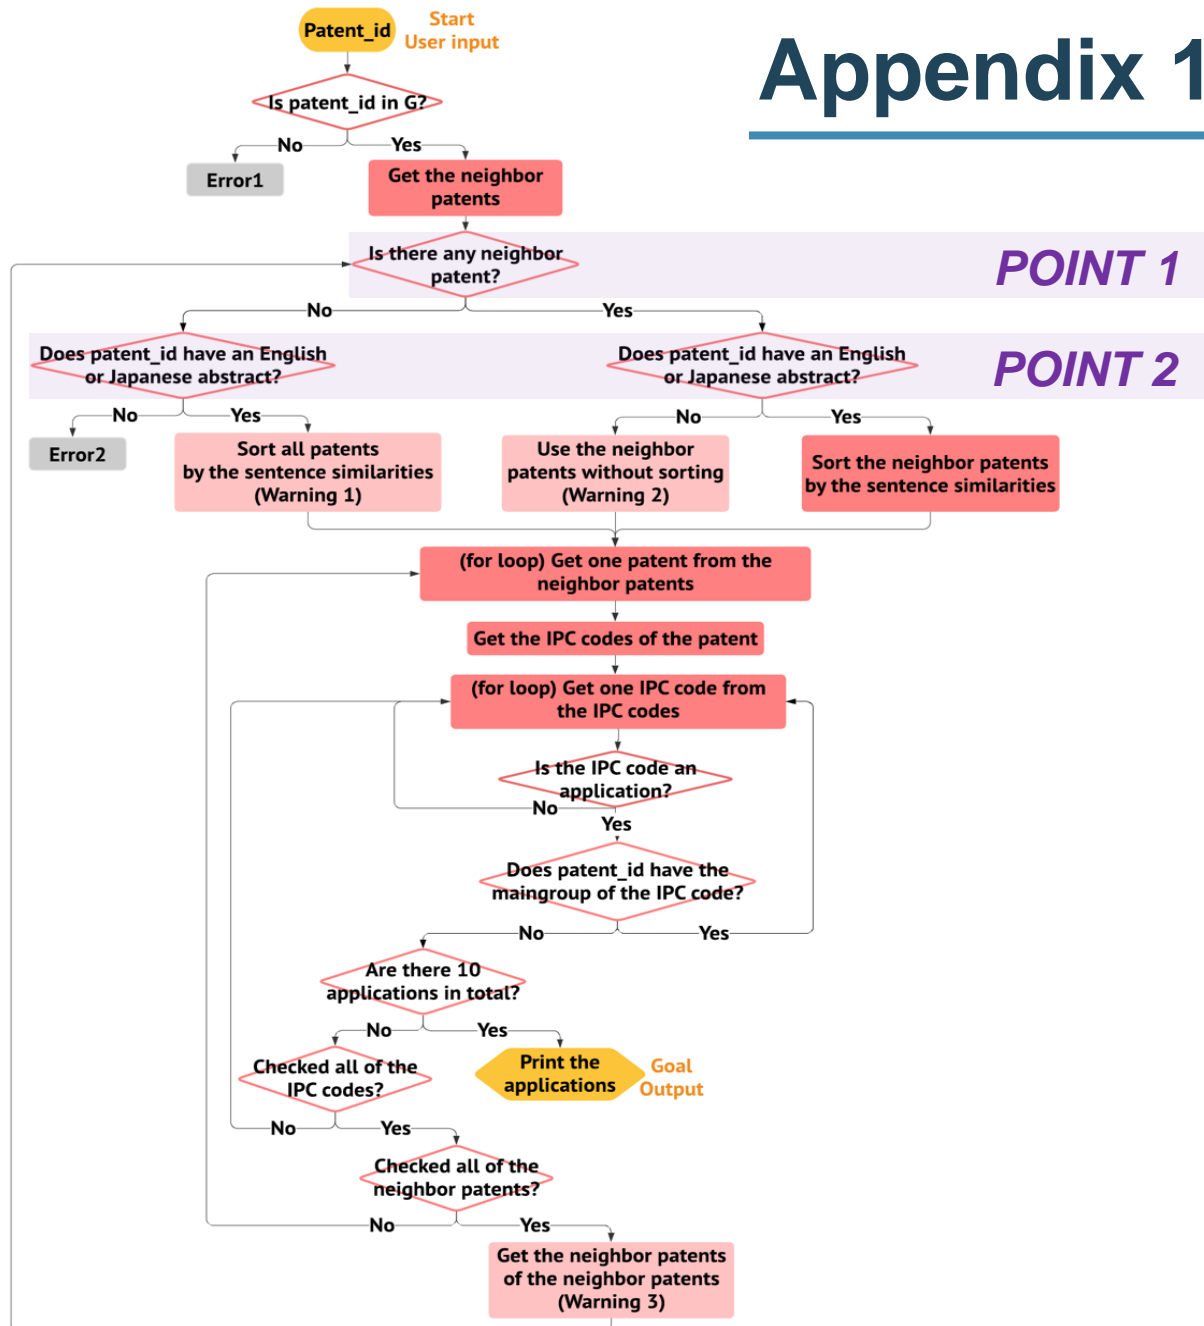 Patent_id
Start
User input
Appendix 1
Is patent_id in G?
No
Yes
Error1
Get the neighbor
patents
Is there any neighbor
patent?
POINT 1
No
Yes
Does patent_id have an English
or Japanese abstract?
Does patent_id have an English
or Japanese abstract?
POINT 2
No
Yes
No
Yes
Error2
Sort all patents
by the sentence similarities
(Warning 1)
Use the neighbor
patents without sorting
(Warning 2)
Sort the neighbor patents
by the sentence similarities
(for loop) Get one patent from the
neighbor patents
Get the IPC codes of the patent
(for loop) Get one IPC code from
the IPC codes
Is the IPC code an
application?
No
Yes
Does patent_id have the
maingroup of the IPC code?
No
Yes
Are there 10
applications in total?
No
Yes
Checked all of the
IPC codes?
Print the
applications
Goal
Output
No
Yes
Checked all of the
neighbor patents?
No
Yes
Get the neighbor patents
of the neighbor patents
(Warning 3)